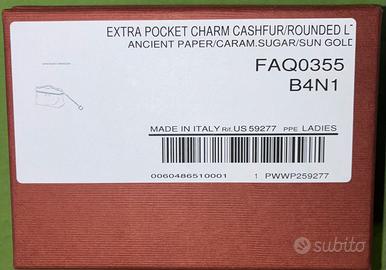 EXTRA POCKET CHARM CASHFUR/ROUNDED
ANCIENT PAPER/CARAM.SUGAR/SUN GOLD
FAQ0355
B4N1
MADE IN ITALY Rif. US 59277 PPE LADIES
0060486510001 1 PWWP259277
subito